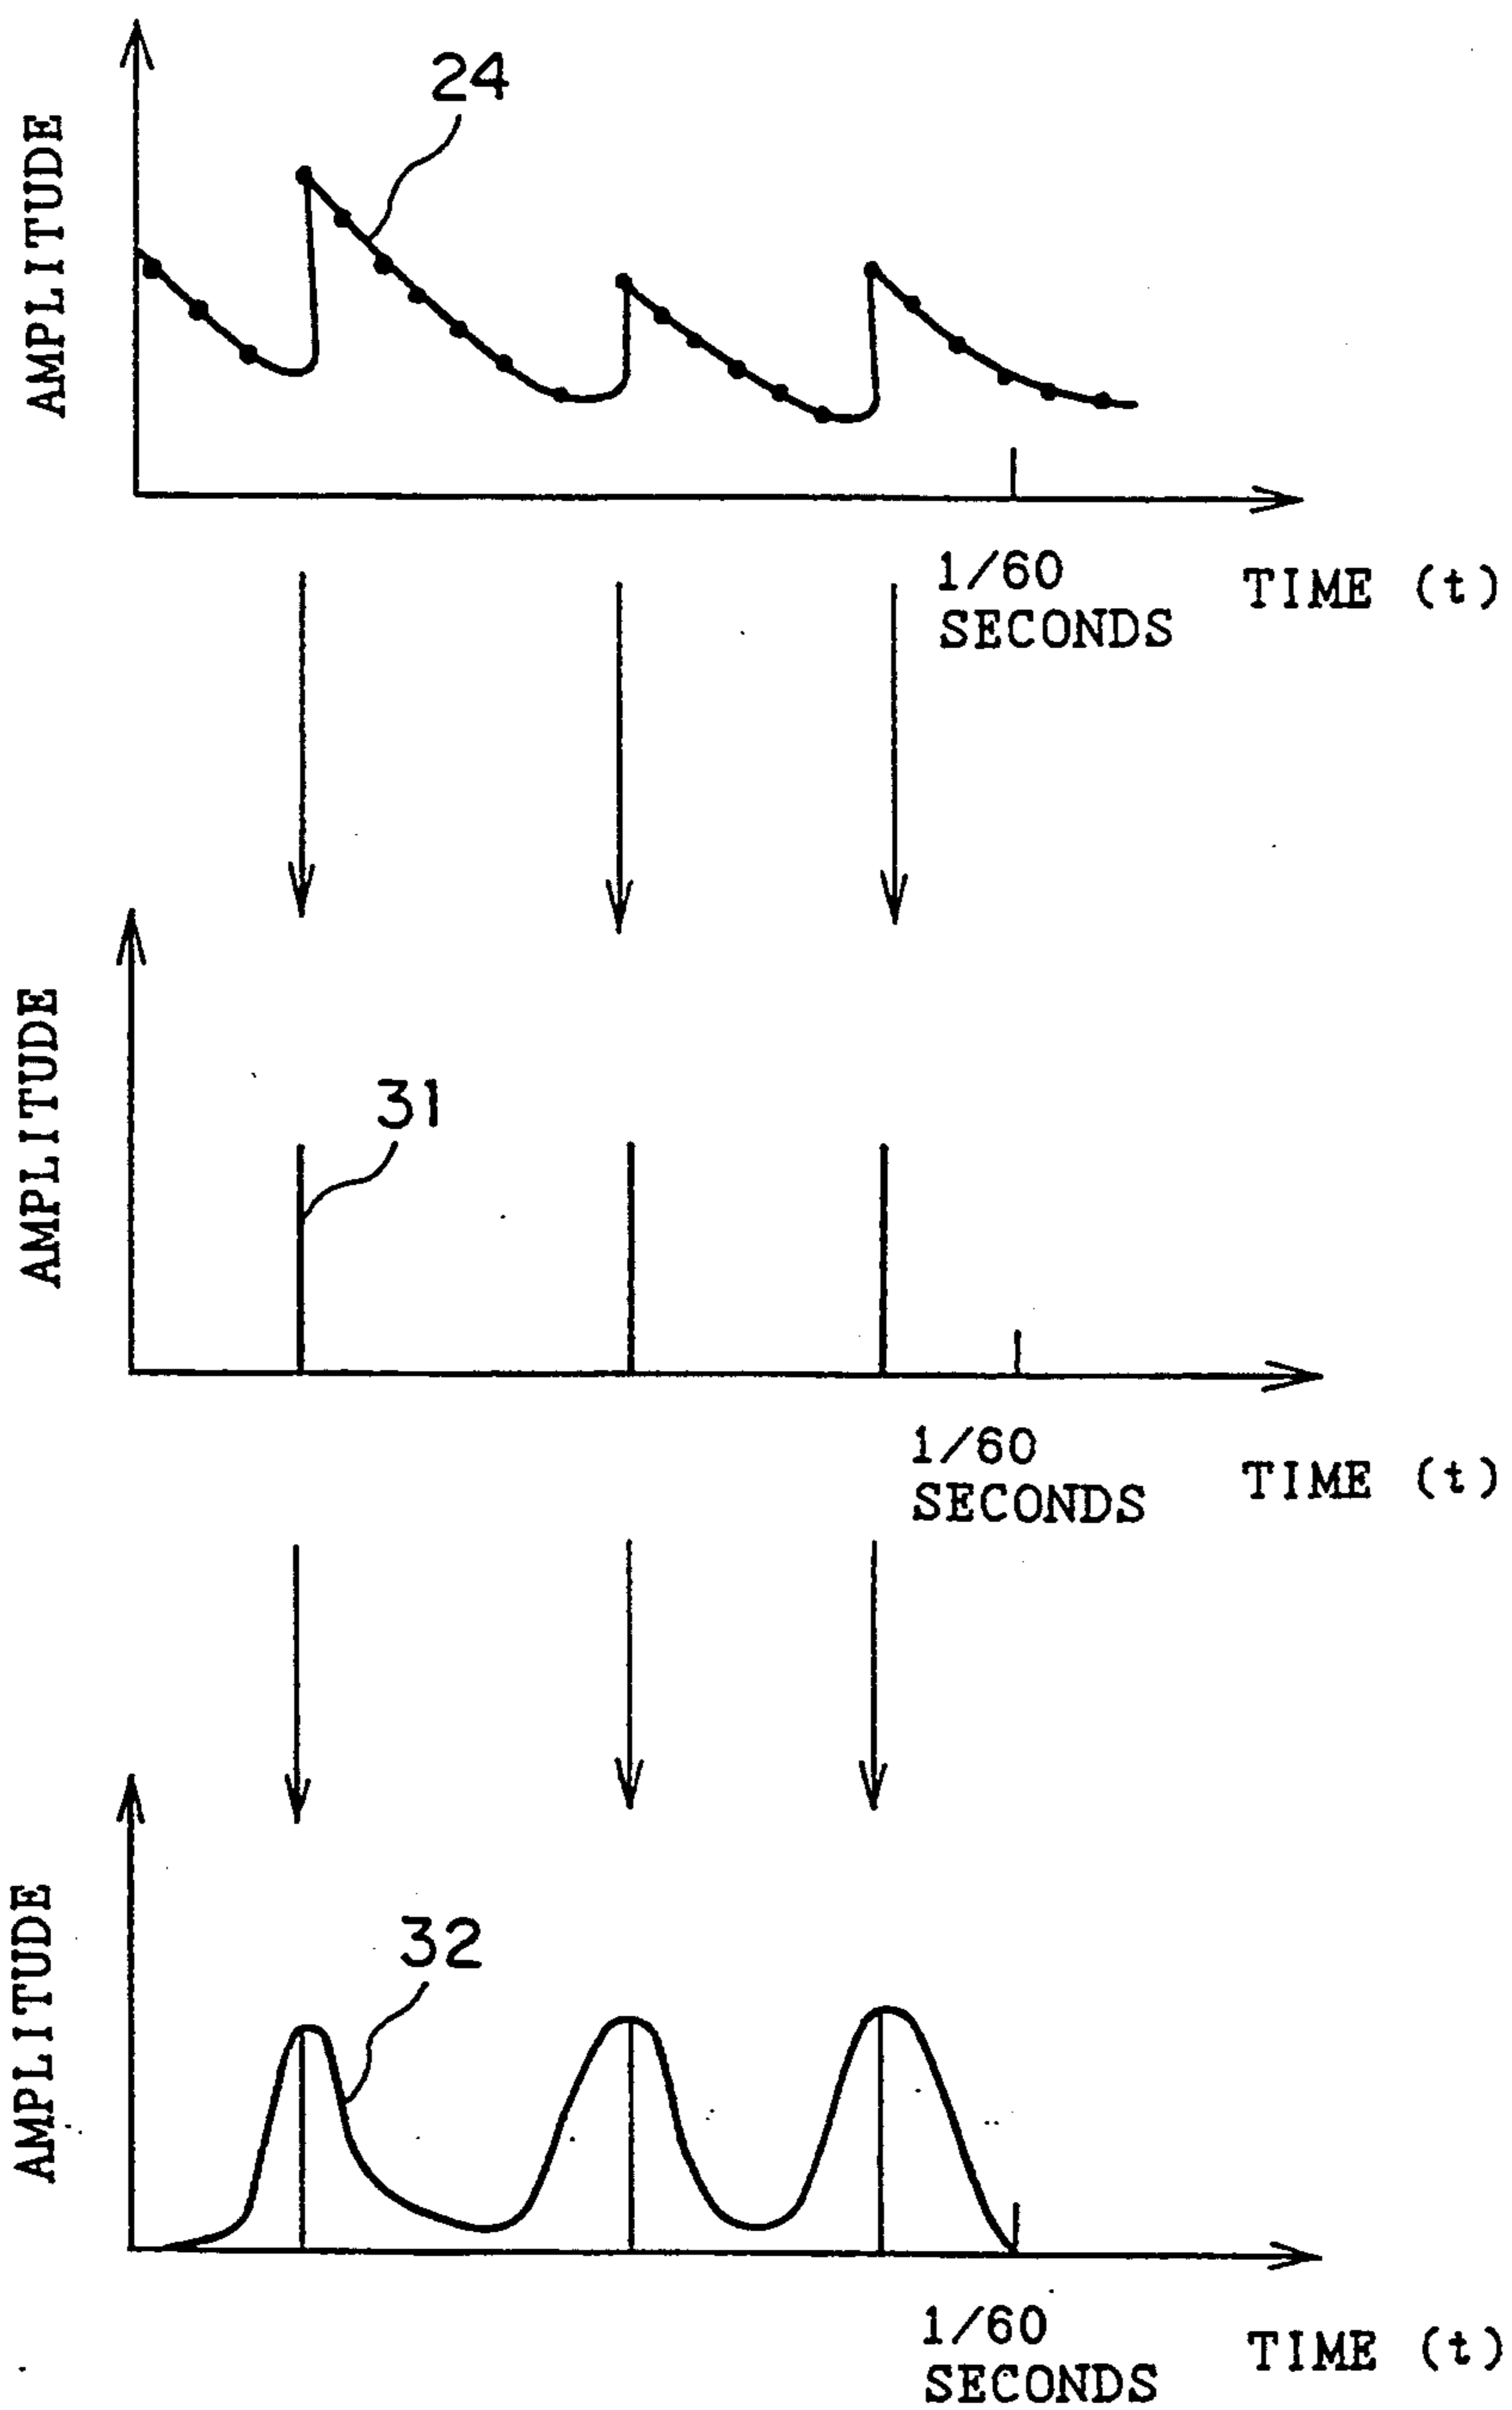 24
AMPLITUDE
1/60
SECONDS
TIME (t)
31
AMPLITUDE
1/60
SECONDS
TIME (t)
32
AMPLITUDE
1/60
SECONDS
TIME (t)